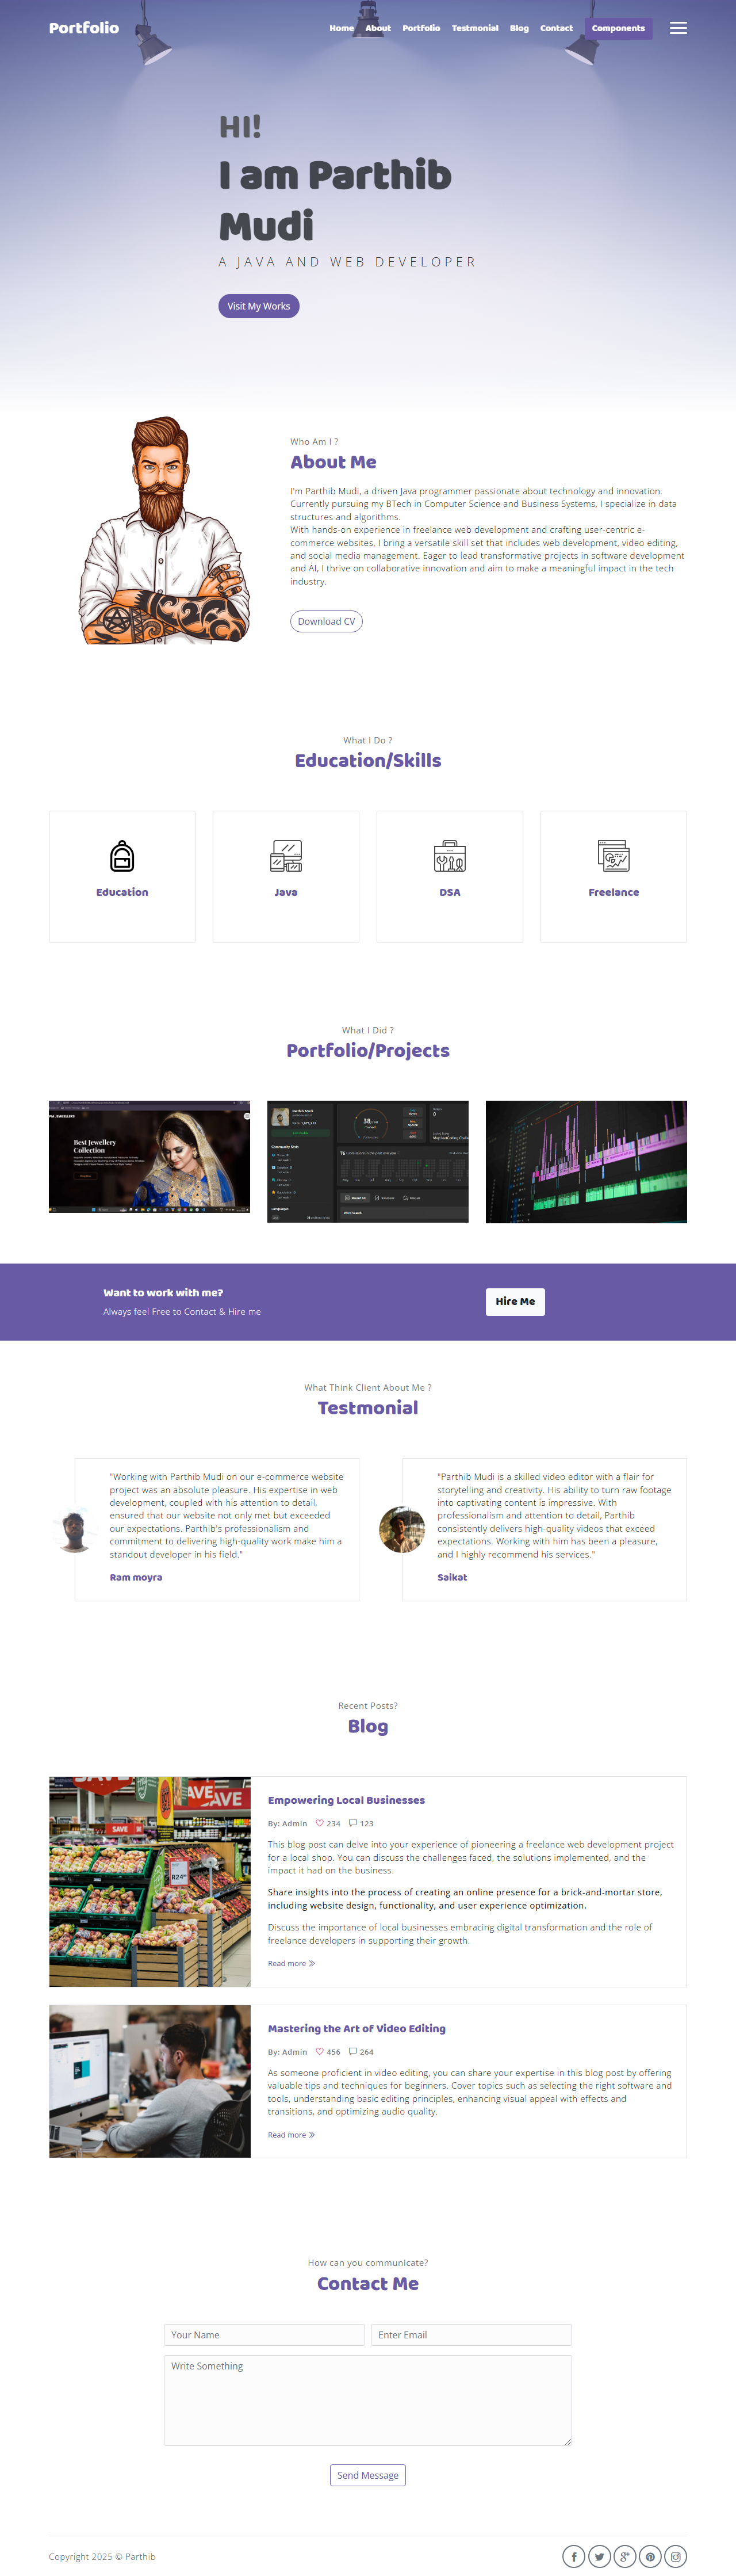 Portfolio
Home About Portfolio Testmonial Blog Contact Components
HI!
I am Parthib
Mudi
A JAVA AND WEB DEVELOPER
Visit My Works
Who Am I ?
About Me
I'm Parthib Mudi, a driven Java programmer passionate about technology and innovation.
Currently pursuing my BTech in Computer Science and Business Systems, I specialize in data
structures and algorithms.
With hands-on experience in freelance web development and crafting user-centric e-
commerce websites, I bring a versatile skill set that includes web development, video editing,
and social media management. Eager to lead transformative projects in software development
and AI, I thrive on collaborative innovation and aim to make a meaningful impact in the tech
industry.
Download CV
What I Do ?
Education/Skills
Education
Java
DSA
Freelance
What I Did ?
Portfolio/Projects
JEWELLERS
Best Jewellery
Collection
Parthib Mudi
Want to work with me?
Always feel Free to Contact & Hire me
Hire Me
What Think Client About Me ?
Testmonial
"Working with Parthib Mudi on our e-commerce website
project was an absolute pleasure. His expertise in web
development, coupled with his attention to detail,
ensured that our website not only met but exceeded
our expectations. Parthib's professionalism and
commitment to delivering high-quality work make him a
standout developer in his field."
Ram moyra
"Parthib Mudi is a skilled video editor with a flair for
storytelling and creativity. His ability to turn raw footage
into captivating content is impressive. With
professionalism and attention to detail, Parthib
consistently delivers high-quality videos that exceed
expectations. Working with him has been a pleasure,
and I highly recommend his services."
Saikat
Recent Posts?
Blog
SAVE
SAVE
Empowering Local Businesses
By: Admin 234 123
This blog post can delve into your experience of pioneering a freelance web development project
for a local shop. You can discuss the challenges faced, the solutions implemented, and the
impact it had on the business.
Share insights into the process of creating an online presence for a brick-and-mortar store,
including website design, functionality, and user experience optimization.
Discuss the importance of local businesses embracing digital transformation and the role of
freelance developers in supporting their growth.
Read more
Mastering the Art of Video Editing
By: Admin 456 264
As someone proficient in video editing, you can share your expertise in this blog post by offering
valuable tips and techniques for beginners. Cover topics such as selecting the right software and
tools, understanding basic editing principles, enhancing visual appeal with effects and
transitions, and optimizing audio quality.
Read more
How can you communicate?
Contact Me
Your Name
Enter Email
Write Something
Send Message
Copyright 2025 © Parthib